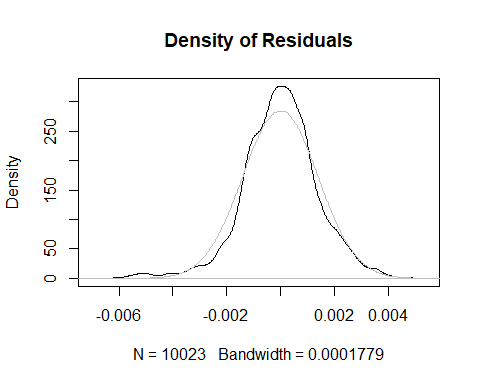 Density of Residuals
Density
250
150
0 50
-0.006 -0.002 0.002 0.004
N = 10023 Bandwidth = 0.0001779